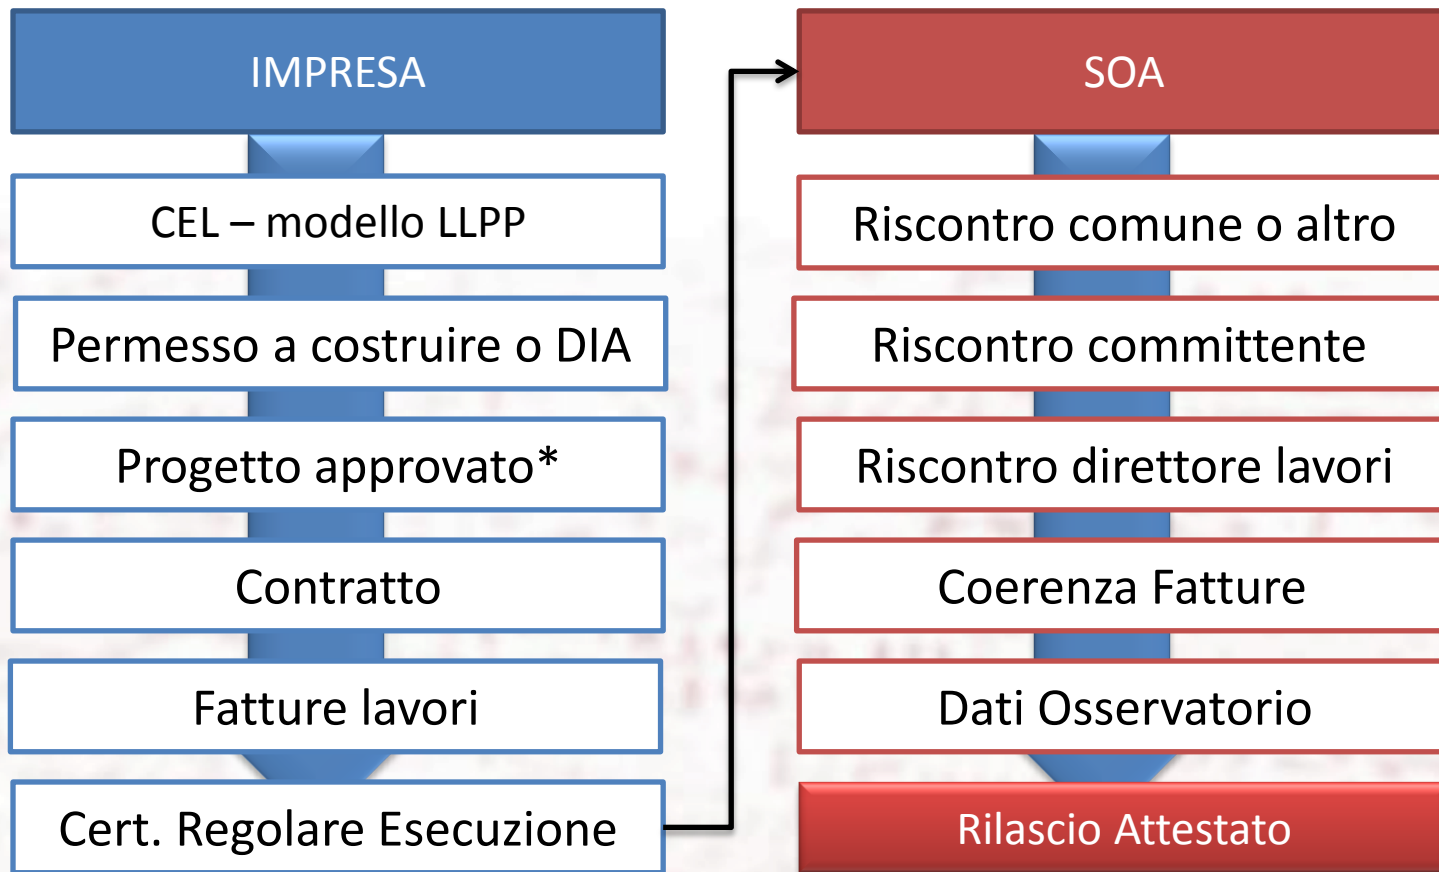 IMPRESA
CEL – modello LLPP
Permesso a costruire o DIA
Progetto approvato*
Contratto
Fatture lavori
Cert. Regolare Esecuzione
SOA
Riscontro comune o altro
Riscontro committente
Riscontro direttore lavori
Coerenza Fatture
Dati Osservatorio
Rilascio Attestato